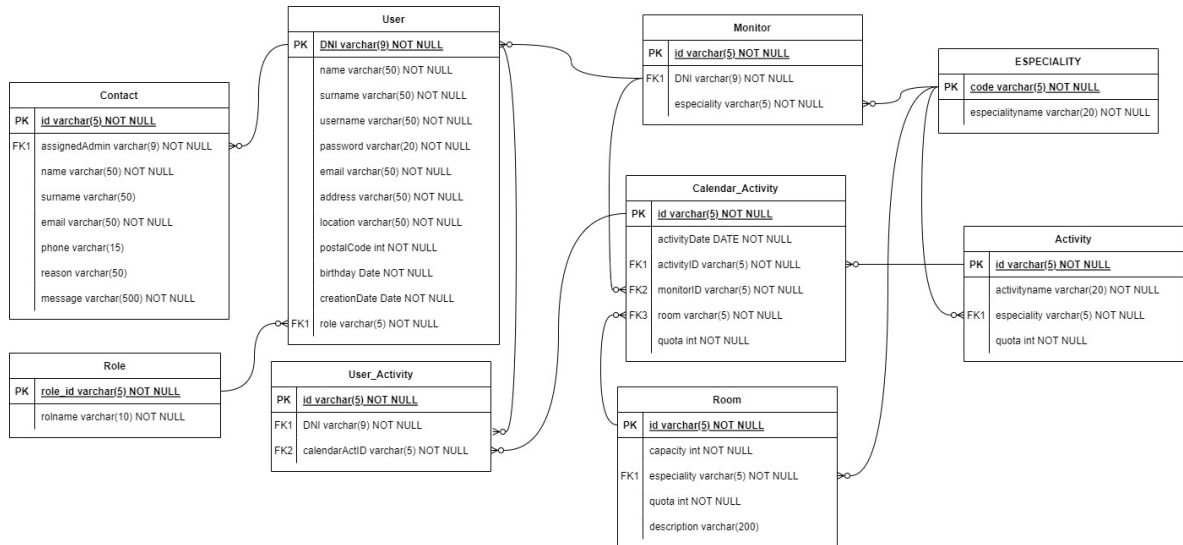 User
PK DNI varchar(9) NOT NULL
name varchar(50) NOT NULL
surname varchar(50) NOT NULL
username varchar(50) NOT NULL
password varchar(20) NOT NULL
email varchar(50) NOT NULL
address varchar(50) NOT NULL
location varchar(50) NOT NULL
postalCode int NOT NULL
birthday Date NOT NULL
creationDate Date NOT NULL
FK1 role varchar(5) NOT NULL
Monitor
PK id varchar(5) NOT NULL
FK1 DNI varchar(9) NOT NULL
especiality varchar(5) NOT NULL
ESPECIALITY
PK code varchar(5) NOT NULL
especialityname varchar(20) NOT NULL
Contact
PK id varchar(5) NOT NULL
FK1 assignedAdmin varchar(9) NOT NULL
name varchar(50) NOT NULL
surname varchar(50)
email varchar(50) NOT NULL
phone varchar(15)
reason varchar(50)
message varchar(500) NOT NULL
Calendar_Activity
PK id varchar(5) NOT NULL
activityDate DATE NOT NULL
FK1 activityID varchar(5) NOT NULL
FK2 monitorID varchar(5) NOT NULL
FK3 room varchar(5) NOT NULL
quota int NOT NULL
Activity
PK id varchar(5) NOT NULL
activityname varchar(20) NOT NULL
FK1 especiality varchar(5) NOT NULL
quota int NOT NULL
Role
PK role_id varchar(5) NOT NULL
rolname varchar(10) NOT NULL
User_Activity
PK id varchar(5) NOT NULL
FK1 DNI varchar(9) NOT NULL
FK2 calendarActID varchar(5) NOT NULL
Room
PK id varchar(5) NOT NULL
capacity int NOT NULL
FK1 especiality varchar(5) NOT NULL
quota int NOT NULL
description varchar(200)